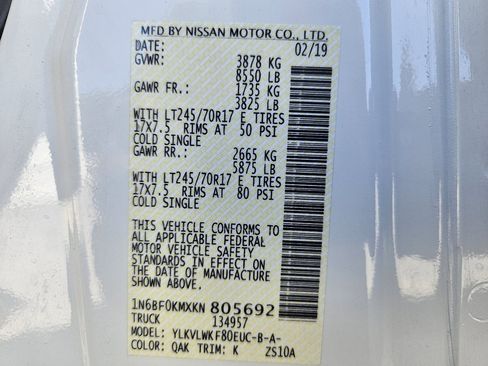 MFD BY NISSAN MOTOR CO., LTD.
DATE: 02/19
GVWR: 3878 KG
8550 LB
GAWR FR.: 1735 KG
3825 LB
WITH LT245/70R17 E TIRES
17X7.5 RIMS AT 50 PSI
COLD SINGLE
GAWR RR.: 2665 KG
5875 LB
WITH LT245/70R17 E TIRES
17X7.5 RIMS AT 80 PSI
COLD SINGLE
THIS VEHICLE CONFORMS TO
ALL APPLICABLE FEDERAL
MOTOR VEHICLE SAFETY
STANDARDS IN EFFECT ON
THE DATE OF MANUFACTURE
SHOWN ABOVE.
1N6BF0KMXKN 805692
TRUCK 134957
MODEL: YLKVLWKF80EUC-B-A-
COLOR: QAK TRIM: K ZS10A